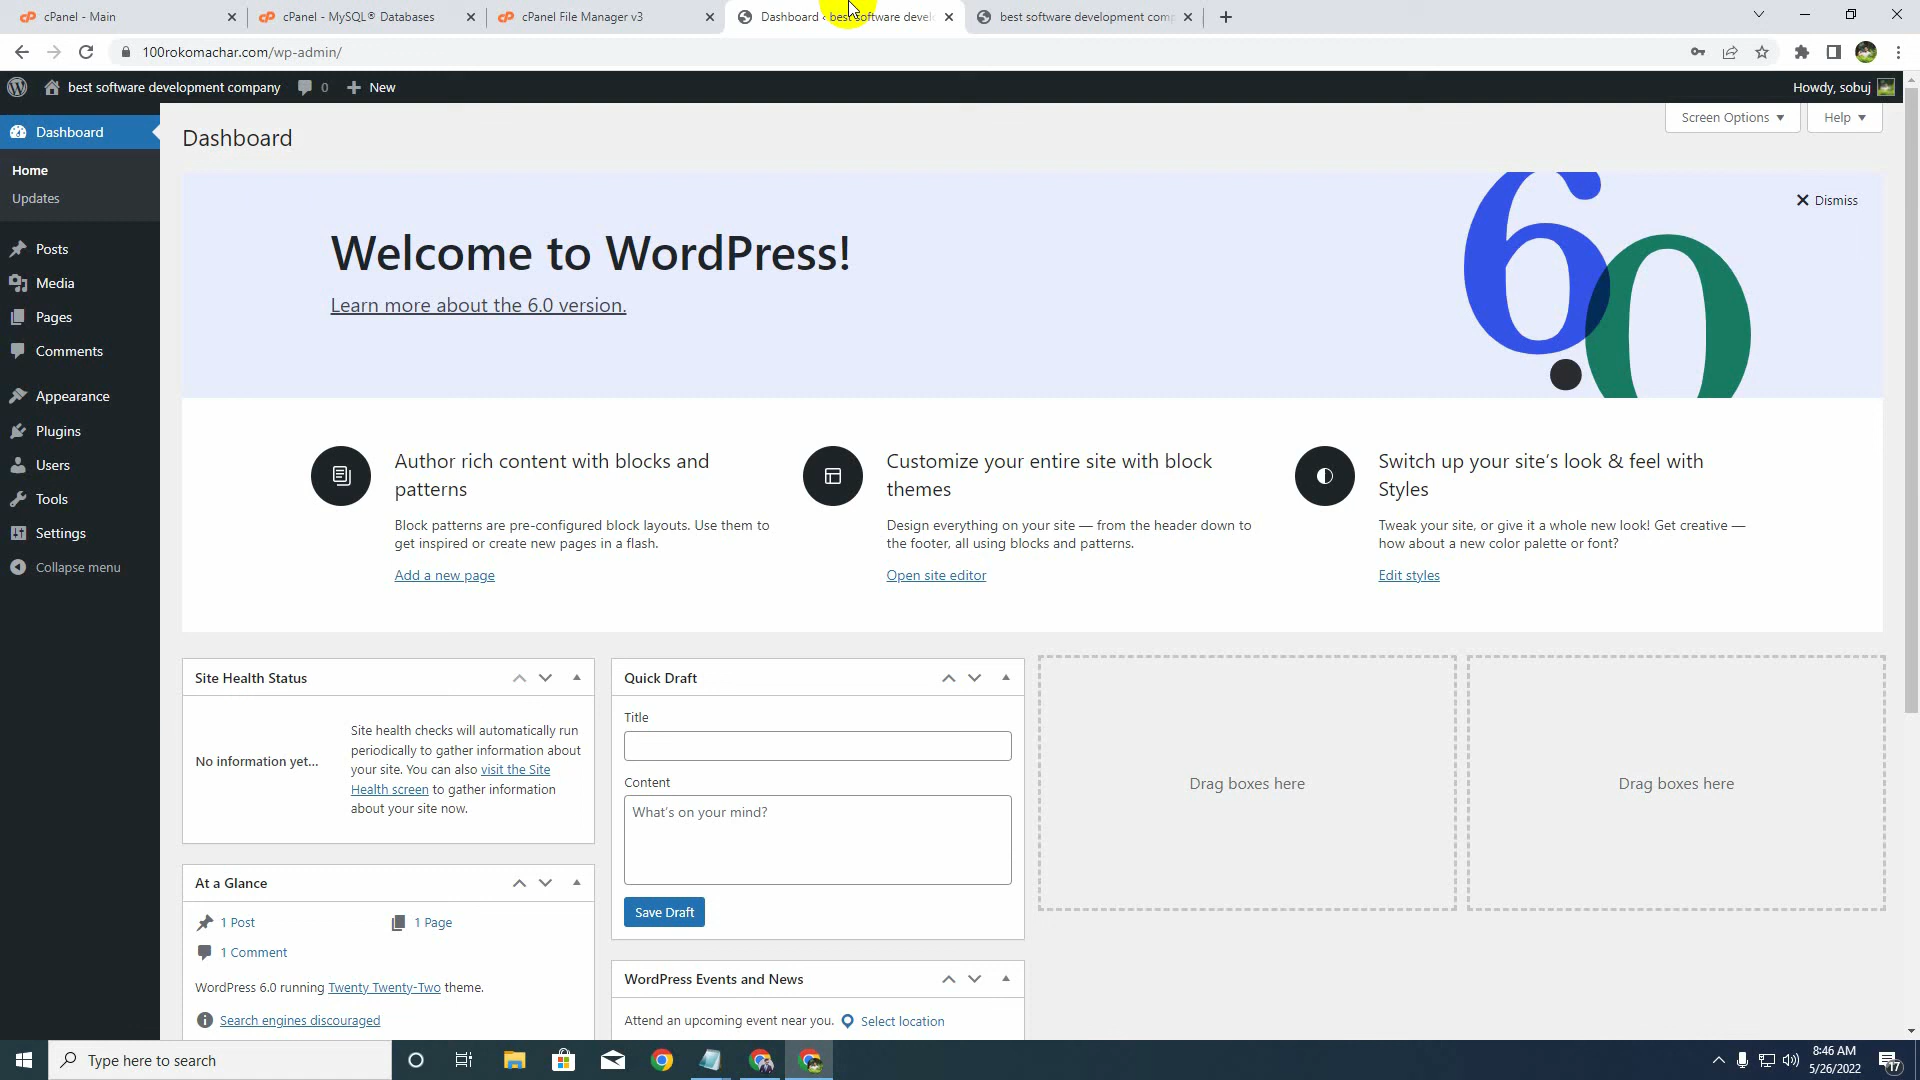 cPanel - Main
cPanel - MySQL® Databases
cPanel File Manager v3
Dashboard ‹ best software devel
best software development comp
100rokomachar.com/wp-admin/
best software development company
0
New
Howdy, sobuj
Dashboard
Home
Updates
Posts
Media
Pages
Comments
Appearance
Plugins
Users
Tools
Settings
Collapse menu
Dashboard
Screen Options
Help
Welcome to WordPress!
Learn more about the 6.0 version.
Dismiss
6.0
Author rich content with blocks and
patterns
Block patterns are pre-configured block layouts. Use them to
get inspired or create new pages in a flash.
Add a new page
Customize your entire site with block
themes
Design everything on your site — from the header down to
the footer, all using blocks and patterns.
Open site editor
Switch up your site’s look & feel with
Styles
Tweak your site, or give it a whole new look! Get creative —
how about a new color palette or font?
Edit styles
Site Health Status
No information yet…
Site health checks will automatically run
periodically to gather information about
your site. You can also visit the Site
Health screen to gather information
about your site now.
At a Glance
1 Post
1 Page
1 Comment
WordPress 6.0 running Twenty Twenty-Two theme.
Search engines discouraged
Quick Draft
Title
Content
What’s on your mind?
Save Draft
WordPress Events and News
Attend an upcoming event near you.
Select location
Drag boxes here
Drag boxes here
Type here to search
8:46 AM
5/26/2022
17